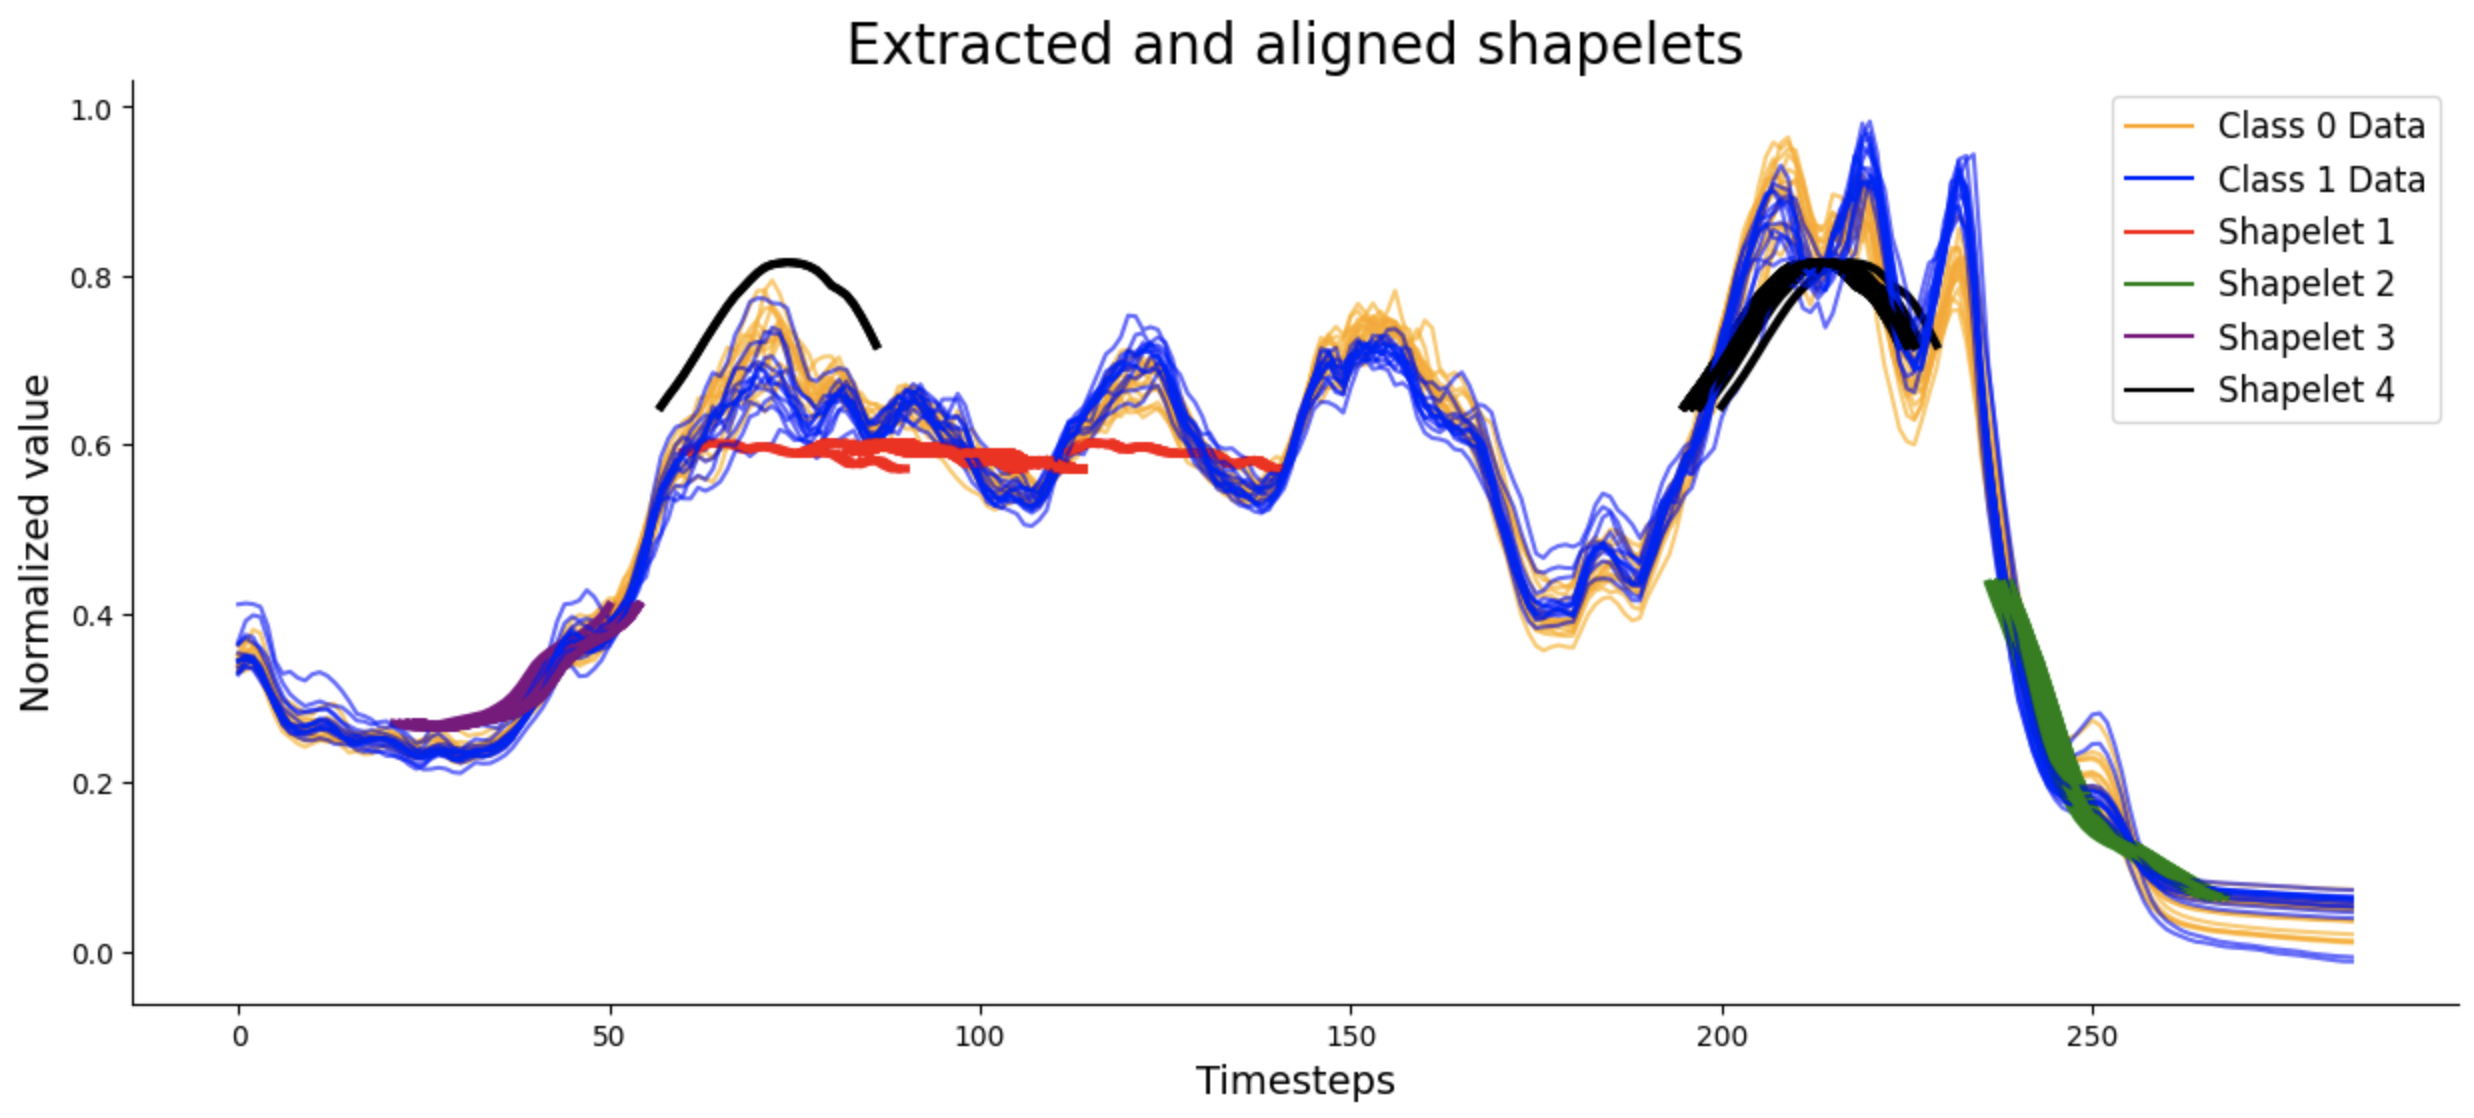 Extracted and aligned shapelets
1.0
0.8
0.6
0.4
0.2
0.0
Normalized value
0 50 100 150 200 250
Timesteps
Class 0 Data
Class 1 Data
Shapelet 1
Shapelet 2
Shapelet 3
Shapelet 4